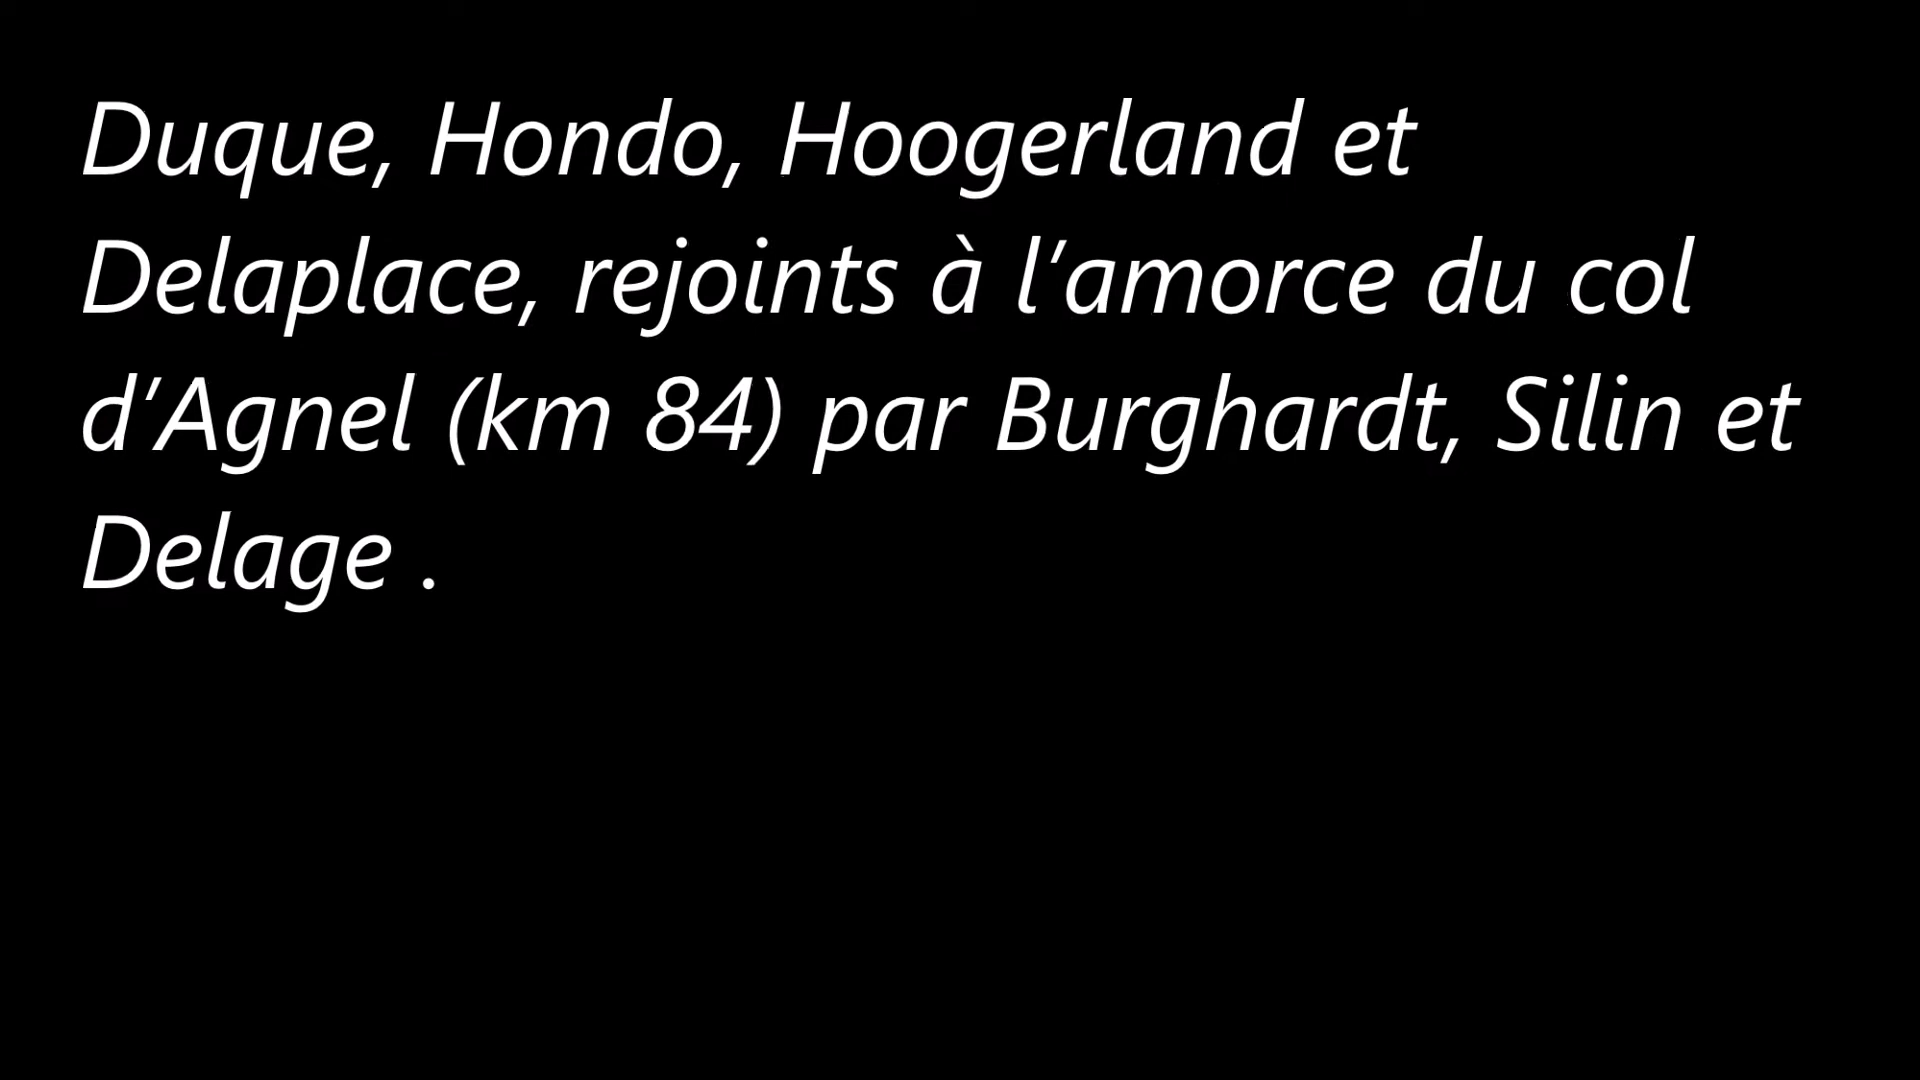 Duque, Hondo, Hoogerland et
Delaplace, rejoints à l’amorce du col
d’Agnel (km 84) par Burghardt, Silin et
Delage .